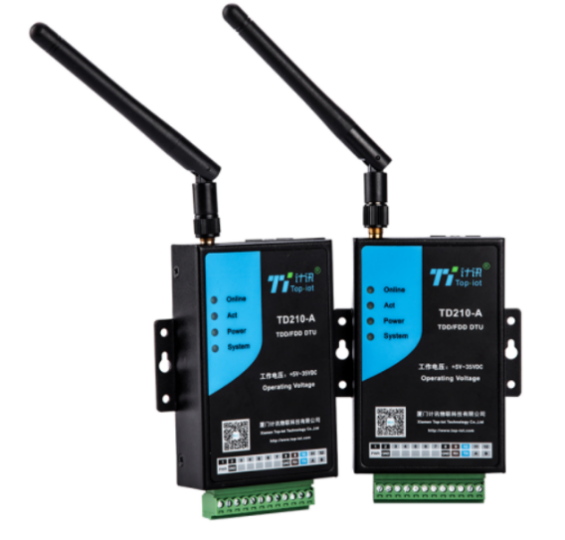 计讯
Top-iot
Online
Act
Power
System
TD210-A
TDD/FDD DTU
工作电压：+5V~35VDC
Operating Voltage
厦门计讯物联科技有限公司
Xiamen Top-iot Technology Co.,Ltd
http://www.top-iot.com
计讯
Top-iot
Online
Act
Power
System
TD210-A
TDD/FDD DTU
工作电压：+5V~35VDC
Operating Voltage
厦门计讯物联科技有限公司
Xiamen Top-iot Technology Co.,Ltd
http://www.top-iot.com